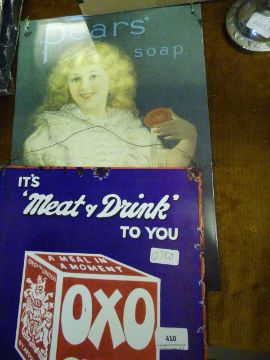 Pears'
soap.
IT'S
'Meat & Drink'
TO YOU
A MEAL IN
A MOMENT
OXO
410